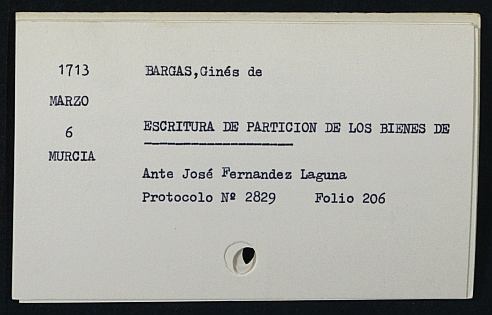 1713 BARGAS,Ginés de
MARZO
6 ESCRITURA DE PARTICION DE LOS BIENES DE
MURCIA
Ante José Fernandez Laguna
Protocolo Nº 2829 Folio 206